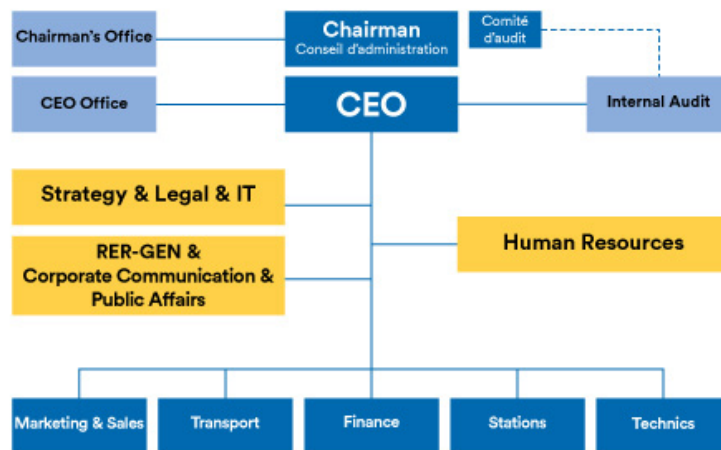 Chairman's Office
Chairman
Conseil d'administration
Comité
d'audit
CEO Office
CEO
Internal Audit
Strategy & Legal & IT
RER-GEN &
Corporate Communication &
Public Affairs
Human Resources
Marketing & Sales
Transport
Finance
Stations
Technics